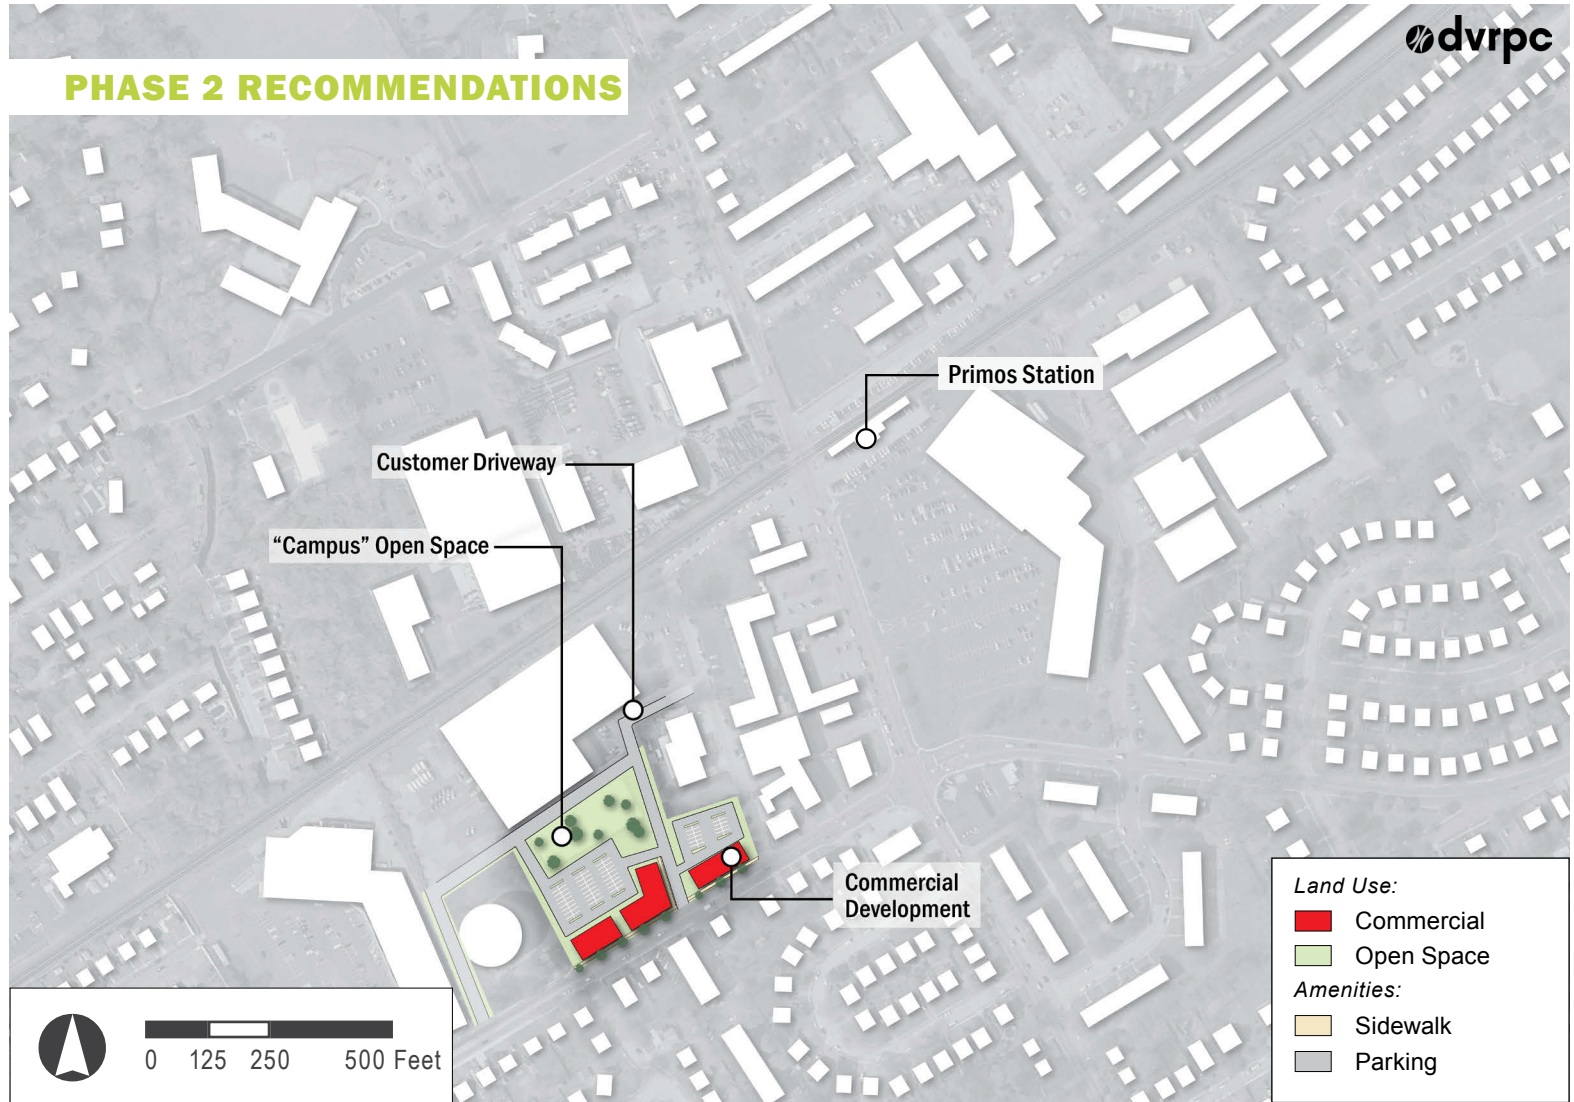 dvrpc
PHASE 2 RECOMMENDATIONS
Primos Station
Customer Driveway
“Campus” Open Space
Commercial
Development
Land Use:
Commercial
Open Space
Amenities:
Sidewalk
Parking
0 125 250 500 Feet